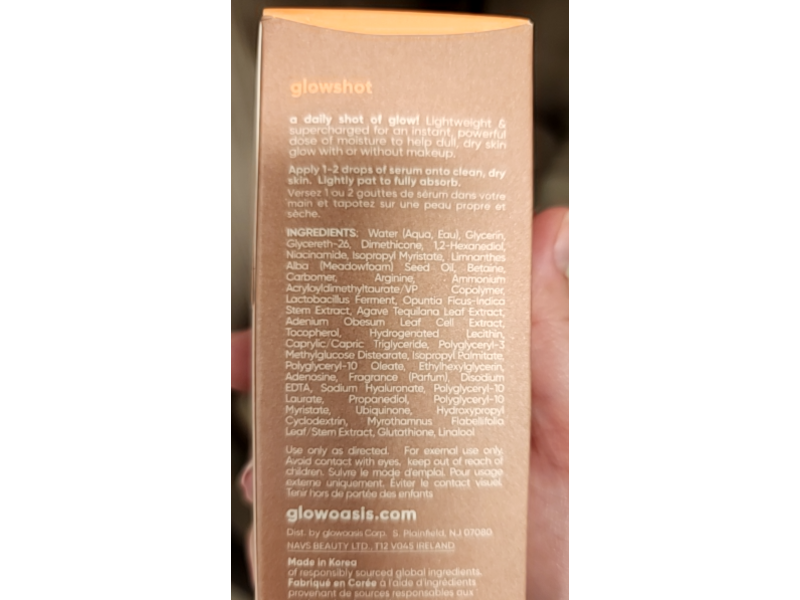 glowshot
a daily shot of glow! Lightweight &
supercharged for an instant, powerful
dose of moisture to help dull, dry skin
glow with or without makeup.
Apply 1-2 drops of serum onto clean, dry
skin. Lightly pat to fully absorb.
Versez 1 ou 2 gouttes de sérum dans votre
main et tapotez sur une peau propre et
sèche.
INGREDIENTS: Water (Aqua, Eau), Glycerin,
Glycereth-26, Dimethicone, 1,2-Hexanediol,
Niacinamide, Isopropyl Myristate, Limnanthes
Alba (Meadowfoam) Seed Oil, Betaine,
Carbomer, Arginine, Ammonium
Acryloyldimethyltaurate/VP Copolymer,
Lactobacillus Ferment, Opuntia Ficus-Indica
Stem Extract, Agave Tequilana Leaf Extract,
Adenium Obesum Leaf Cell Extract,
Tocopherol, Hydrogenated Lecithin,
Caprylic/Capric Triglyceride, Polyglyceryl-3
Methylglucose Distearate, Isopropyl Palmitate,
Polyglyceryl-10 Oleate, Ethylhexylglycerin,
Adenosine, Fragrance (Parfum), Disodium
EDTA, Sodium Hyaluronate, Polyglyceryl-10
Laurate, Propanediol, Polyglyceryl-10
Myristate, Ubiquinone, Hydroxypropyl
Cyclodextrin, Myrothamnus Flabellifolia
Leaf/Stem Extract, Glutathione, Linalool
Use only as directed. For exernal use only.
Avoid contact with eyes. keep out of reach of
children. Suivre le mode d'emploi. Pour usage
externe uniquement. Éviter le contact visuel.
Tenir hors de portée des enfants
glowoasis.com
Dist. by glowoasis Corp. S. Plainfield, NJ 07080.
NAVS BEAUTY LTD., T12 V045 IRELAND
Made in Korea
of responsibly sourced global ingredients.
Fabriqué en Corée à l'aide d'ingrédients
provenant de sources responsables aux